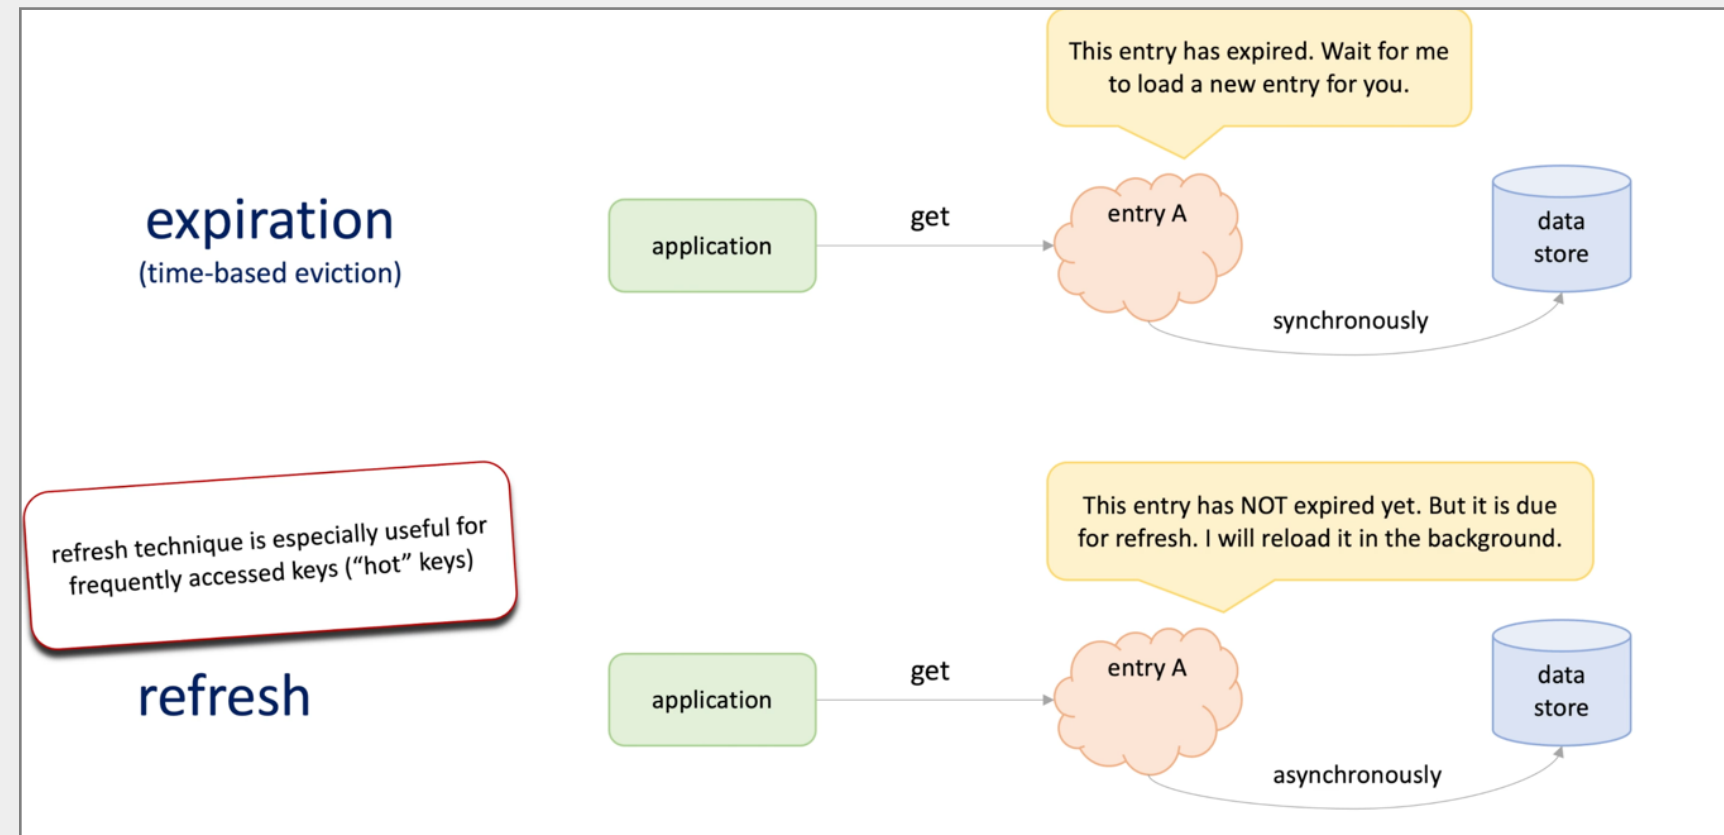 This entry has expired. Wait for me
to load a new entry for you.
expiration
(time-based eviction)
application
get
entry A
data
store
synchronously
refresh technique is especially useful for
frequently accessed keys (“hot” keys)
This entry has NOT expired yet. But it is due
for refresh. I will reload it in the background.
refresh
application
get
entry A
data
store
asynchronously